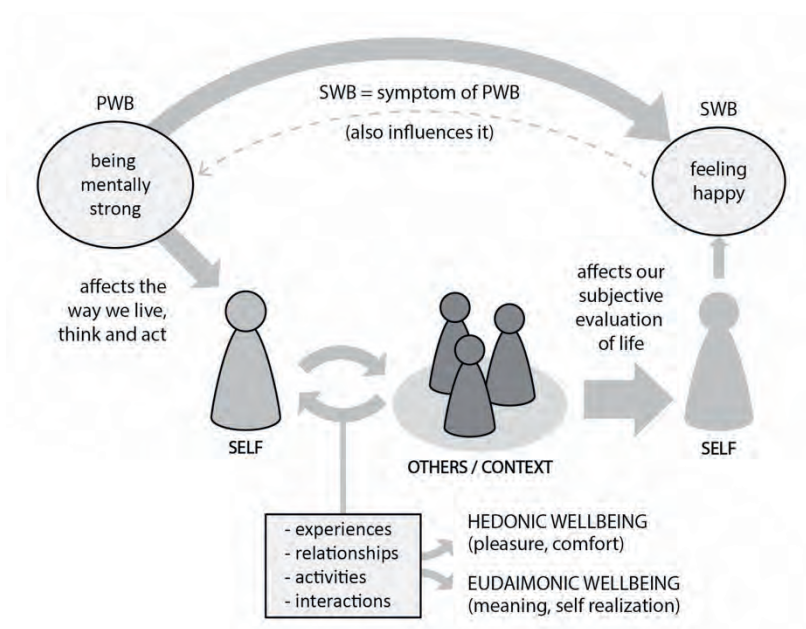 PWB
being
mentally
strong
SWB = symptom of PWB
(also influences it)
SWB
feeling
happy
affects the
way we live,
think and act
SELF
OTHERS / CONTEXT
affects our
subjective
evaluation
of life
SELF
- experiences
- relationships
- activities
- interactions
HEDONIC WELLBEING
(pleasure, comfort)
EUDAIMONIC WELLBEING
(meaning, self realization)